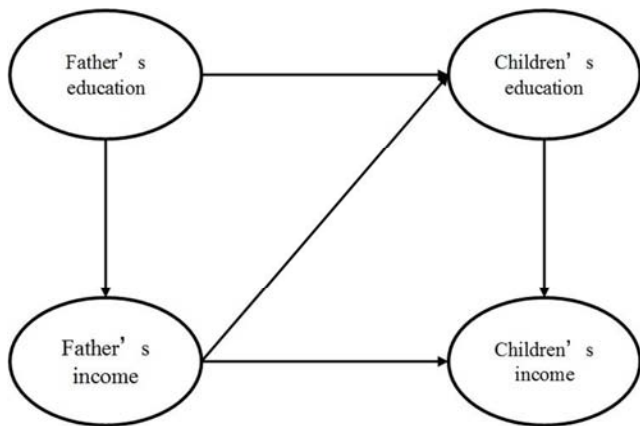 Father’s
education
Children’s
education
Father’s
income
Children’s
income